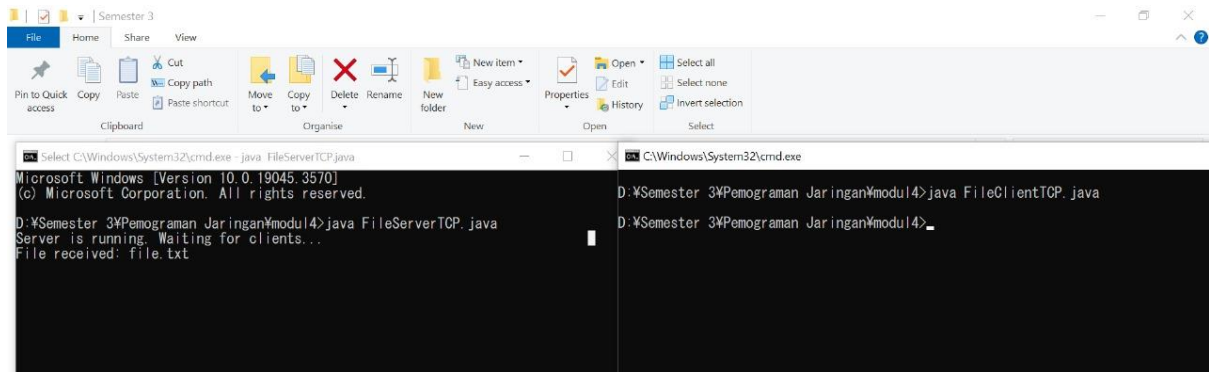 Semester 3
File Home Share View
Pin to Quick access
Copy
Paste
Cut
Copy path
Paste shortcut
Clipboard
Move to
Copy to
Delete
Rename
Organise
New folder
New item
Easy access
New
Properties
Open
Edit
History
Open
Select all
Select none
Invert selection
Select
Select C:\Windows\System32\cmd.exe - java FileServerTCP.java
Microsoft Windows [Version 10.0.19045.3570]
(c) Microsoft Corporation. All rights reserved.
D:¥Semester 3¥Pemograman Jaringan¥modul4>java FileServerTCP.java
Server is running. Waiting for clients...
File received: file.txt
C:\Windows\System32\cmd.exe
D:¥Semester 3¥Pemograman Jaringan¥modul4>java FileClientTCP.java
D:¥Semester 3¥Pemograman Jaringan¥modul4>